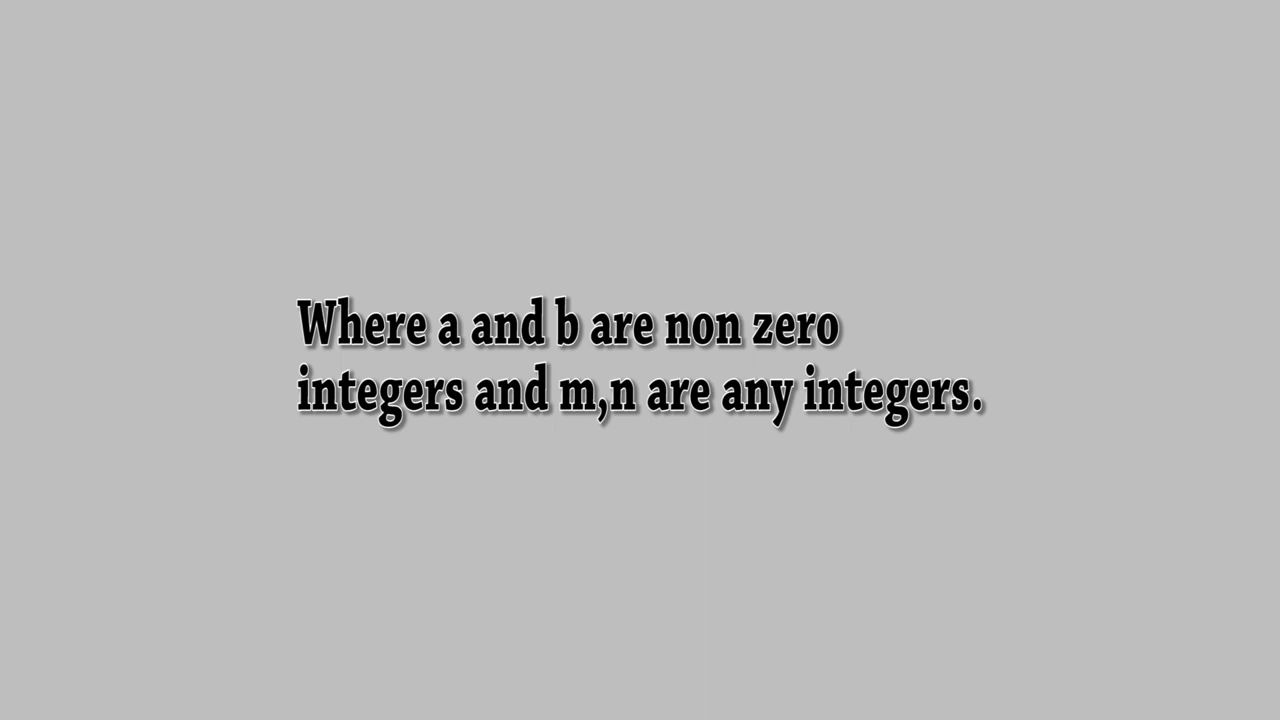 Where a and b are non zero
integers and m,n are any integers.